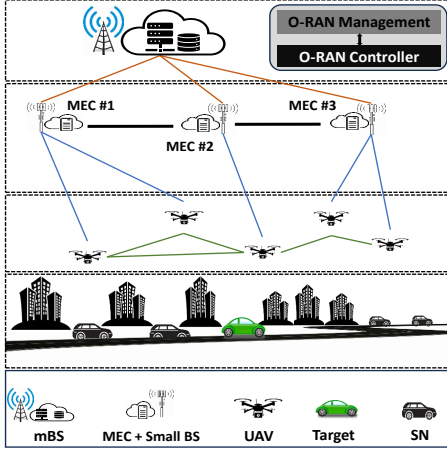 O-RAN Management
O-RAN Controller
MEC #1
MEC #3
MEC #2
mBS
MEC + Small BS
UAV
Target
SN